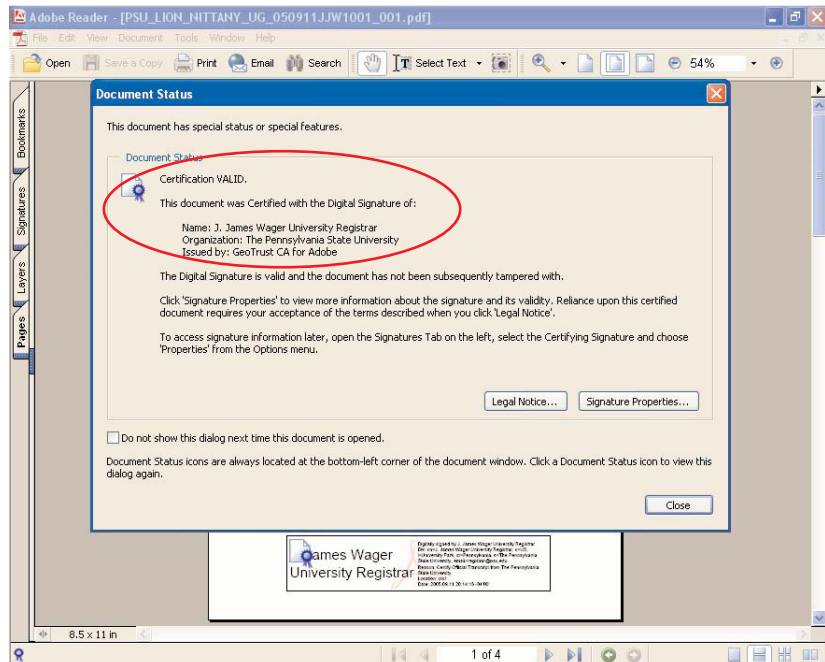 Adobe Reader - [PSU_LION_NITTANY_UG_050911JJW1001_001.pdf]
File Edit View Document Tools Window Help
Open Save a Copy Print Email Search Select Text 54%
Document Status
This document has special status or special features.
Document Status
Certification VALID.
This document was Certified with the Digital Signature of:
Name: J. James Wager University Registrar
Organization: The Pennsylvania State University
Issued by: GeoTrust CA for Adobe
The Digital Signature is valid and the document has not been subsequently tampered with.
Click 'Signature Properties' to view more information about the signature and its validity. Reliance upon this certified
document requires your acceptance of the terms described when you click 'Legal Notice'.
To access signature information later, open the Signatures Tab on the left, select the Certifying Signature and choose
'Properties' from the Options menu.
Legal Notice... Signature Properties...
Do not show this dialog next time this document is opened.
Document Status icons are always located at the bottom-left corner of the document window. Click a Document Status icon to view this
dialog again.
Close
Bookmarks
Signatures
Layers
Pages
ames Wager
University Registrar
Digitally signed by J. James Wager University Registrar
State University
8.5 x 11 in
1 of 4